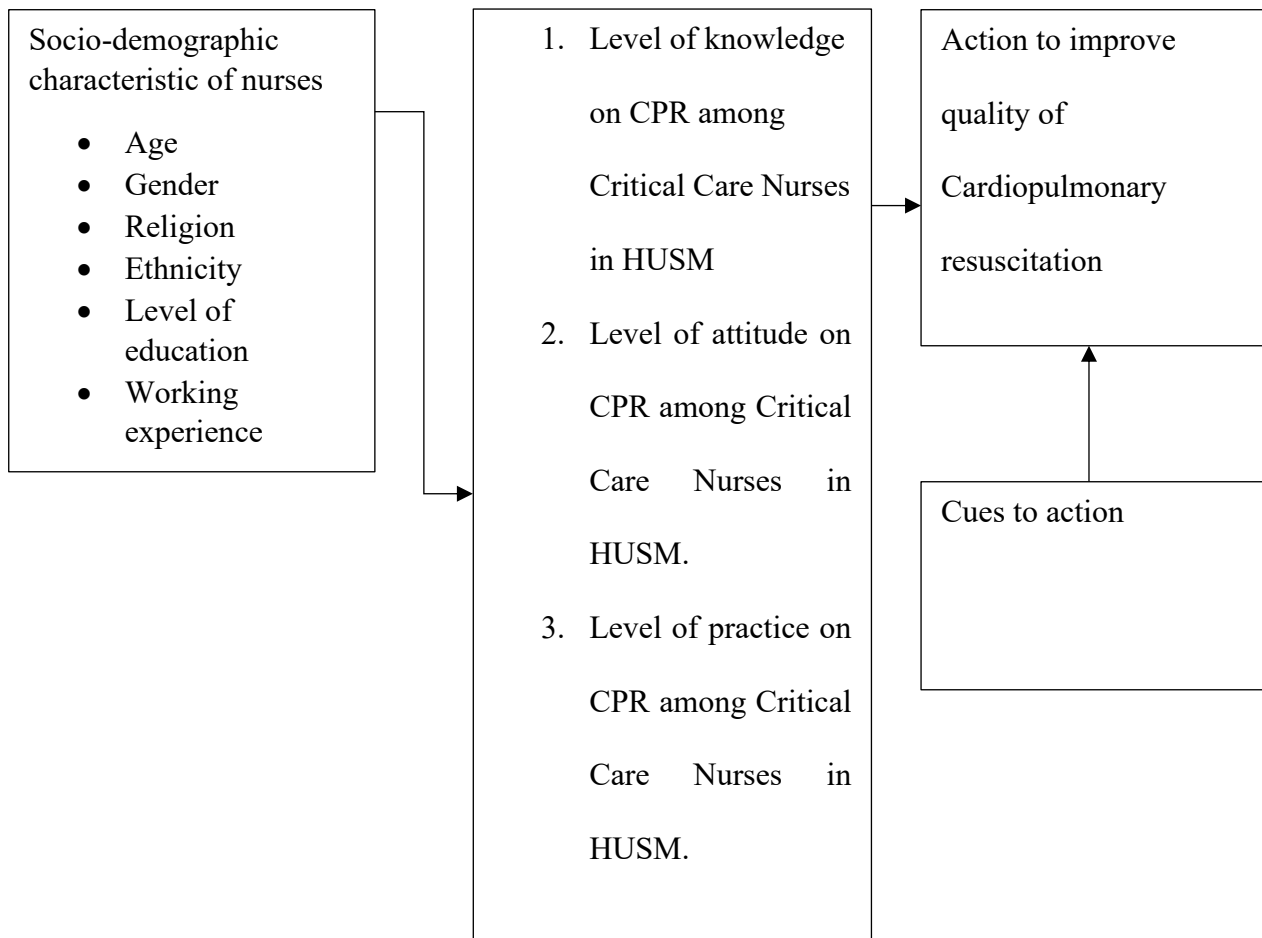 Socio-demographic
characteristic of nurses
• Age
• Gender
• Religion
• Ethnicity
• Level of
education
• Working
experience
1. Level of knowledge
on CPR among
Critical Care Nurses
in HUSM
2. Level of attitude on
CPR among Critical
Care Nurses in
HUSM.
3. Level of practice on
CPR among Critical
Care Nurses in
HUSM.
Action to improve
quality of
Cardiopulmonary
resuscitation
Cues to action